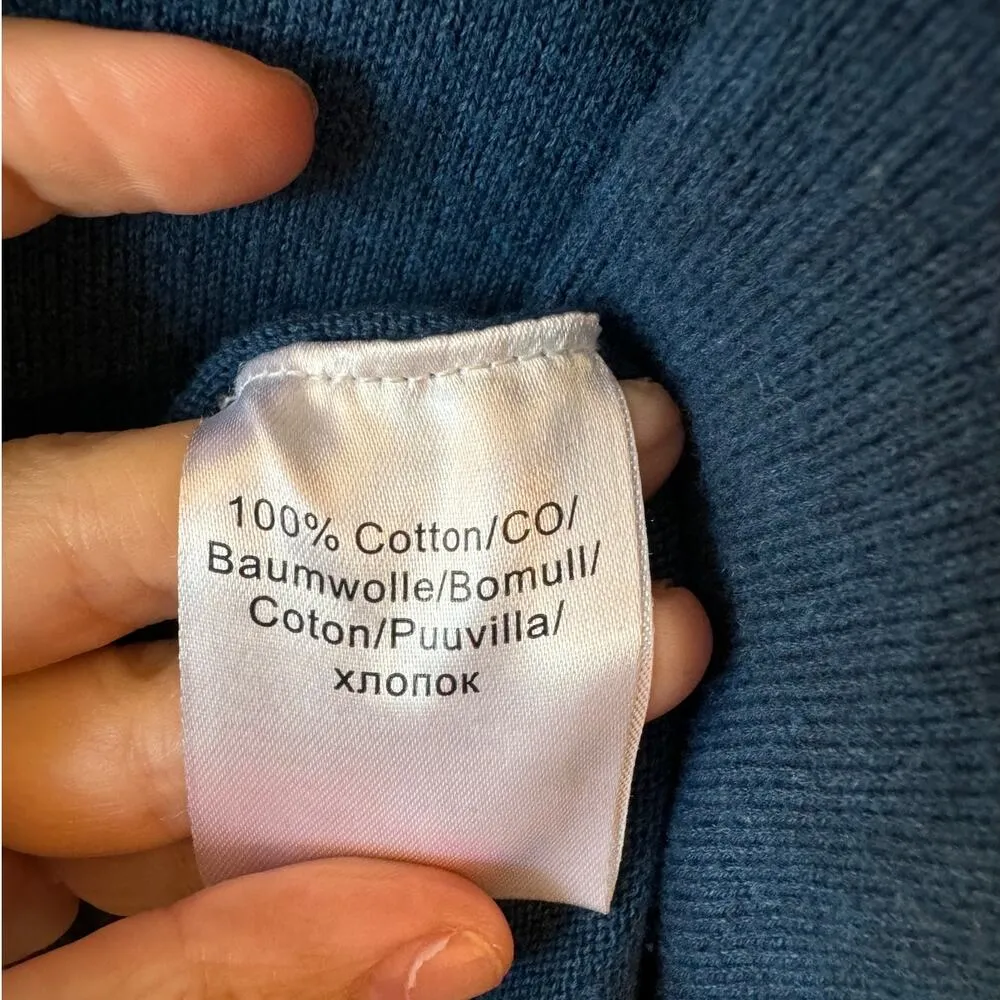 100% Cotton/CO/
Baumwolle/Bomull/
Coton/Puuvilla/
хлопок